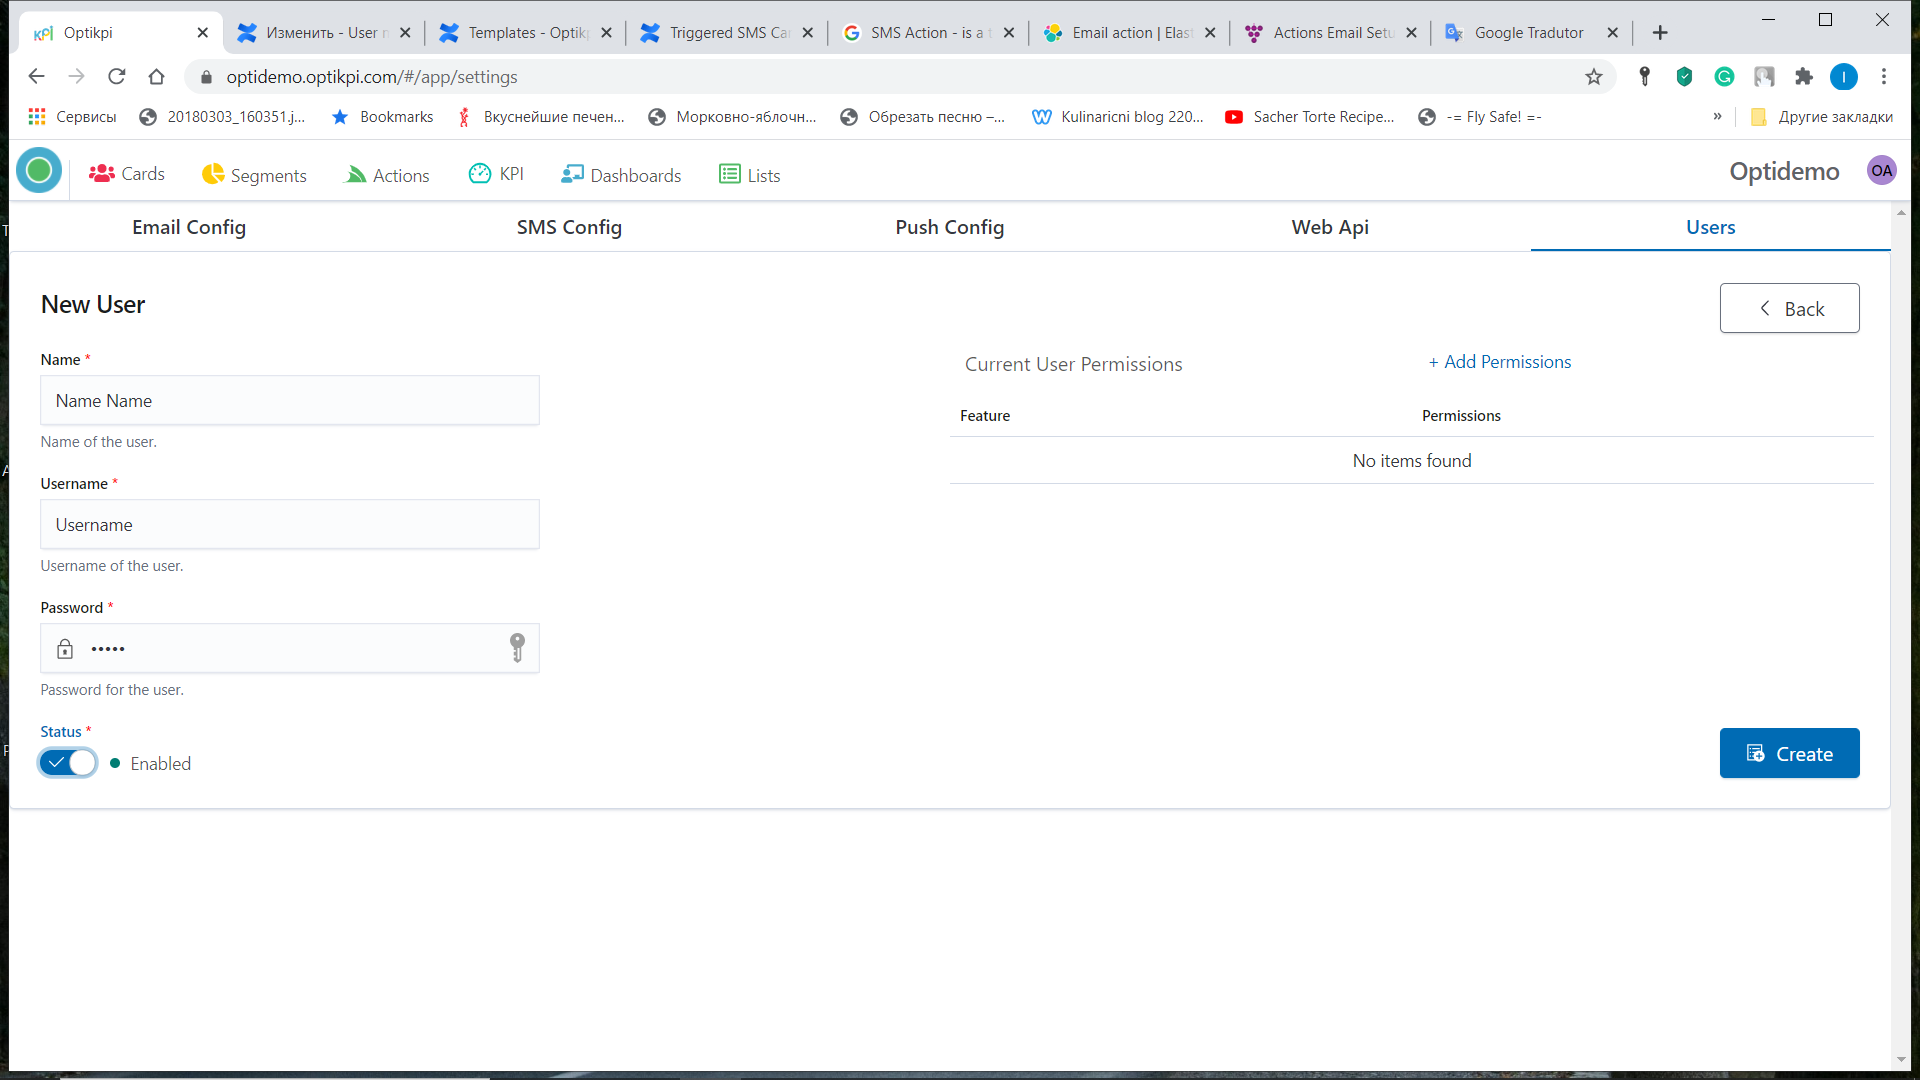 Optikpi
Изменить - User m
Templates - Optikp
Triggered SMS Car
SMS Action - is a t
Email action | Elast
Actions Email Setu
Google Tradutor
optidemo.optikpi.com/#/app/settings
I
Сервисы
20180303_160351.j...
Bookmarks
Вкуснейшие печен...
Морковно-яблочн...
Обрезать песню –...
Kulinaricni blog 220...
Sacher Torte Recipe...
-= Fly Safe! =-
»
Другие закладки
Cards
Segments
Actions
KPI
Dashboards
Lists
Optidemo
OA
Email Config
SMS Config
Push Config
Web Api
Users
New User
Back
Name *
Name Name
Name of the user.
Username *
Username
Username of the user.
Password *
•••••
Password for the user.
Status *
Enabled
Current User Permissions
+ Add Permissions
Feature
Permissions
No items found
Create